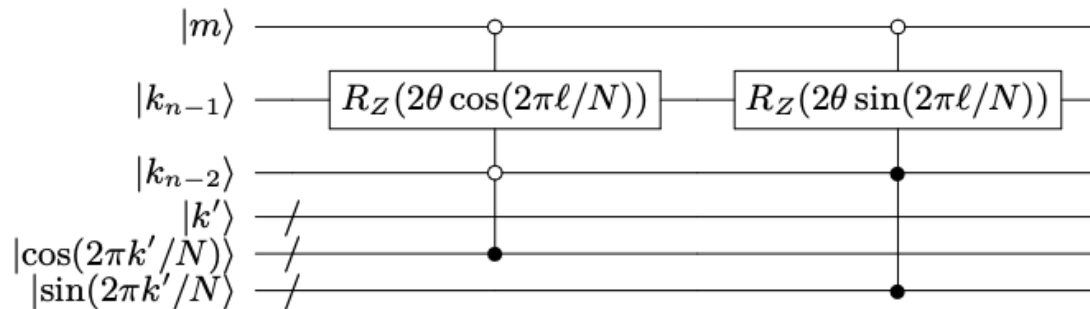 |m⟩
|k_{n−1}⟩ R_Z(2θ cos(2πℓ/N)) R_Z(2θ sin(2πℓ/N))
|k_{n−2}⟩
|k′⟩
|cos(2πk′/N)⟩
|sin(2πk′/N⟩